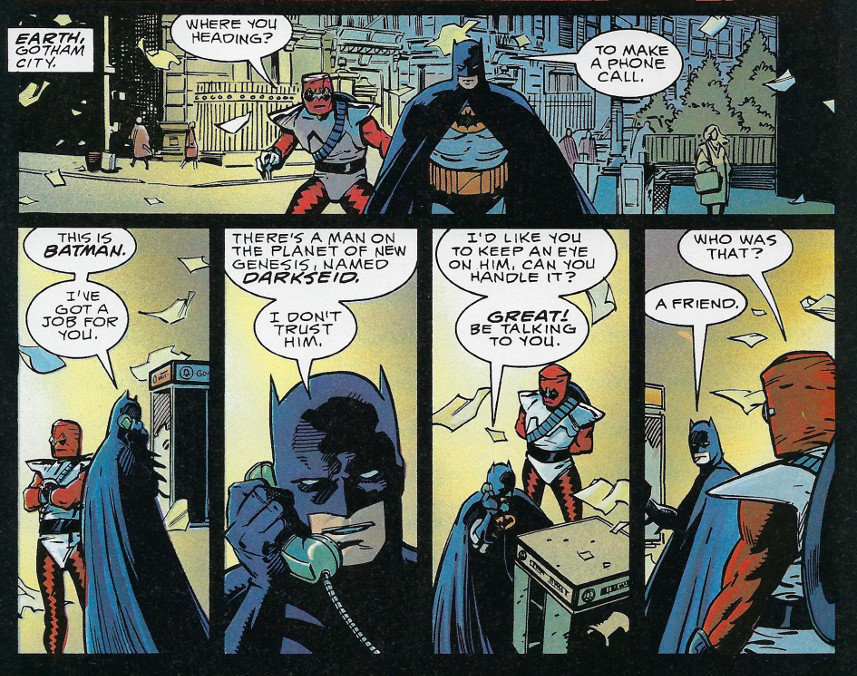 EARTH,
GOTHAM
CITY.
WHERE YOU
HEADING?
TO MAKE
A PHONE
CALL.
THIS IS
BATMAN.
I'VE
GOT A
JOB FOR
YOU.
THERE'S A MAN ON
THE PLANET OF NEW
GENESIS, NAMED
DARKSEID.
I DON'T
TRUST
HIM.
I'D LIKE YOU
TO KEEP AN EYE
ON HIM. CAN YOU
HANDLE IT?
GREAT!
BE TALKING
TO YOU.
WHO WAS
THAT?
A FRIEND.